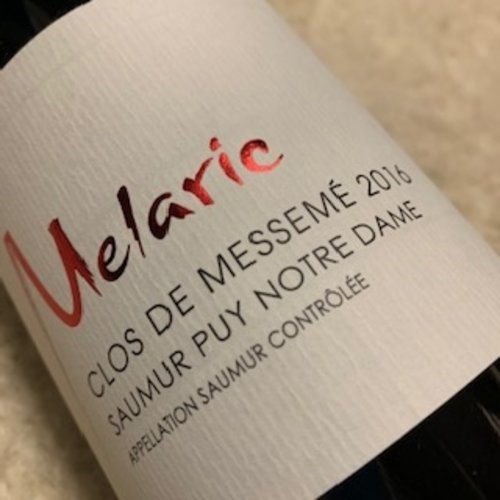 Melaric
CLOS DE MESSEMÉ 2016
SAUMUR PUY NOTRE DAME
APPELLATION SAUMUR CONTRÔLÉE